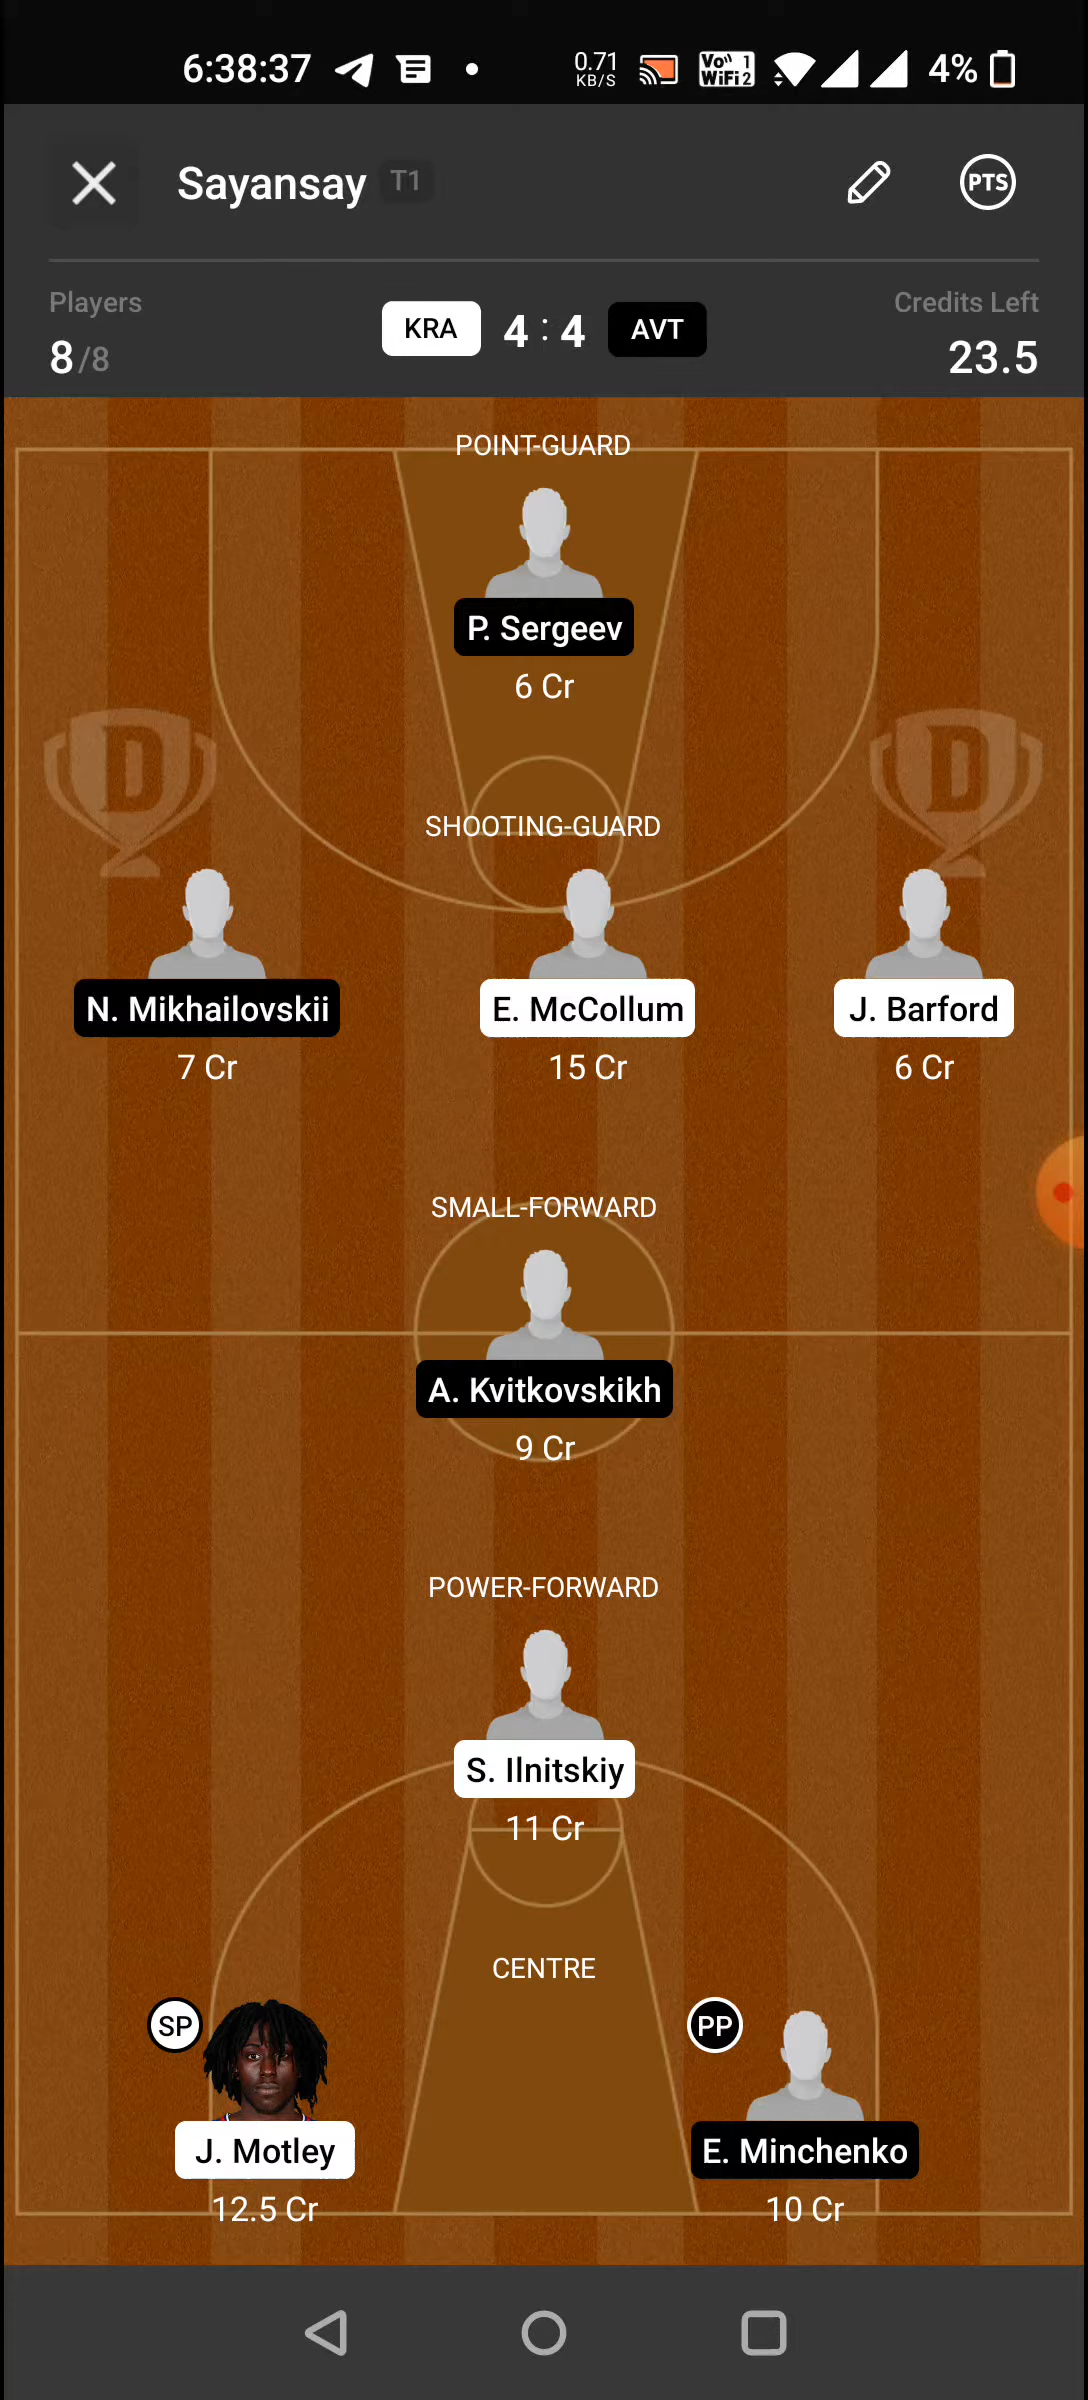 6:38:37 0.71 KB/S Vo 1 WiFi 2 4%
Sayansay T1 PTS
Players Credits Left
KRA 4 : 4 AVT
8/8 23.5
POINT-GUARD
P. Sergeev
6 Cr
D D
SHOOTING-GUARD
N. Mikhailovskii E. McCollum J. Barford
7 Cr 15 Cr 6 Cr
SMALL-FORWARD
A. Kvitkovskikh
9 Cr
POWER-FORWARD
S. Ilnitskiy
11 Cr
CENTRE
SP PP
J. Motley E. Minchenko
12.5 Cr 10 Cr